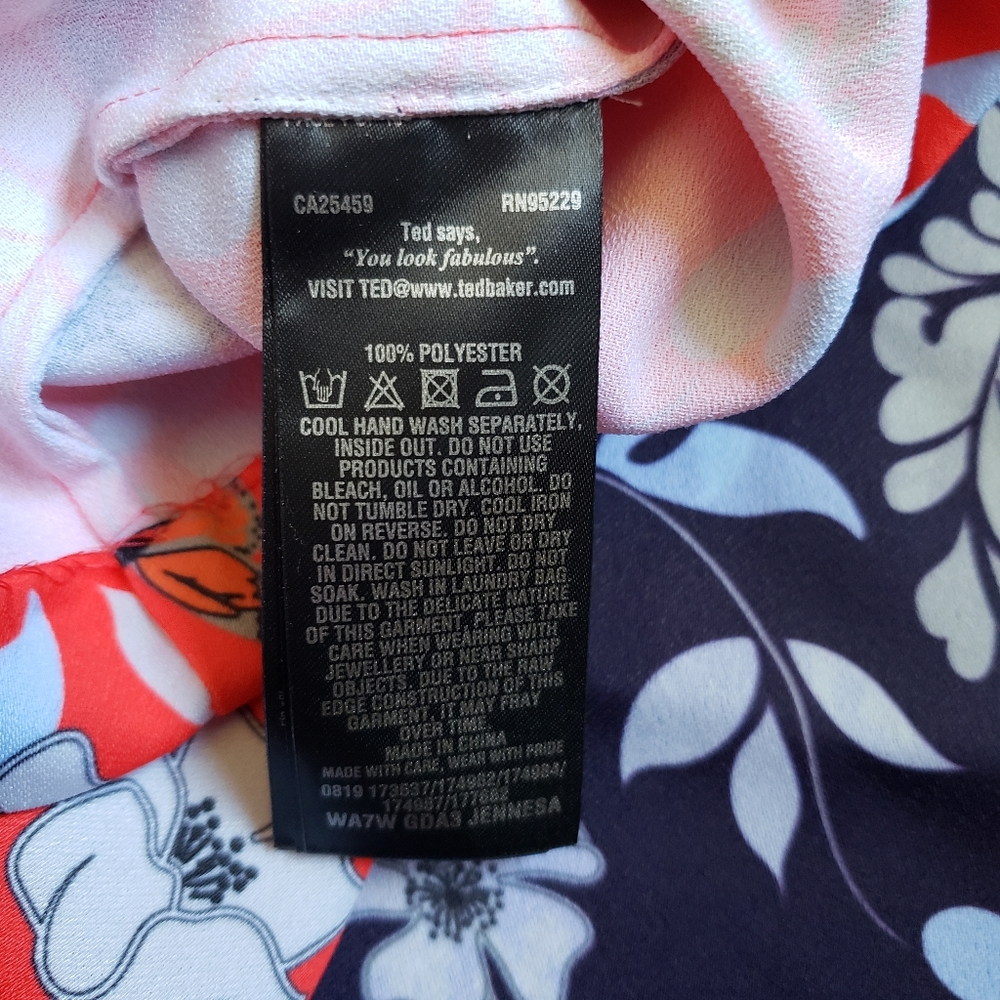 CA25459 RN95229
Ted says,
“You look fabulous”.
VISIT TED@www.tedbaker.com
100% POLYESTER
COOL HAND WASH SEPARATELY,
INSIDE OUT. DO NOT USE
PRODUCTS CONTAINING
BLEACH, OIL OR ALCOHOL. DO
NOT TUMBLE DRY. COOL IRON
ON REVERSE. DO NOT DRY
CLEAN. DO NOT LEAVE OR DRY
IN DIRECT SUNLIGHT. DO NOT
SOAK. WASH IN LAUNDRY BAG
DUE TO THE DELICATE NATURE
OF THIS GARMENT. PLEASE TAKE
CARE WHEN WEARING WITH
JEWELLERY OR NEAR SHARP
OBJECTS. DUE TO THE RAW
EDGE CONSTRUCTION OF THIS
GARMENT, IT MAY FRAY
OVER TIME.
MADE IN CHINA
MADE WITH CARE, WEAR WITH PRIDE
0819 173537/174982/174984/
WA7W GDA3 JENNESA